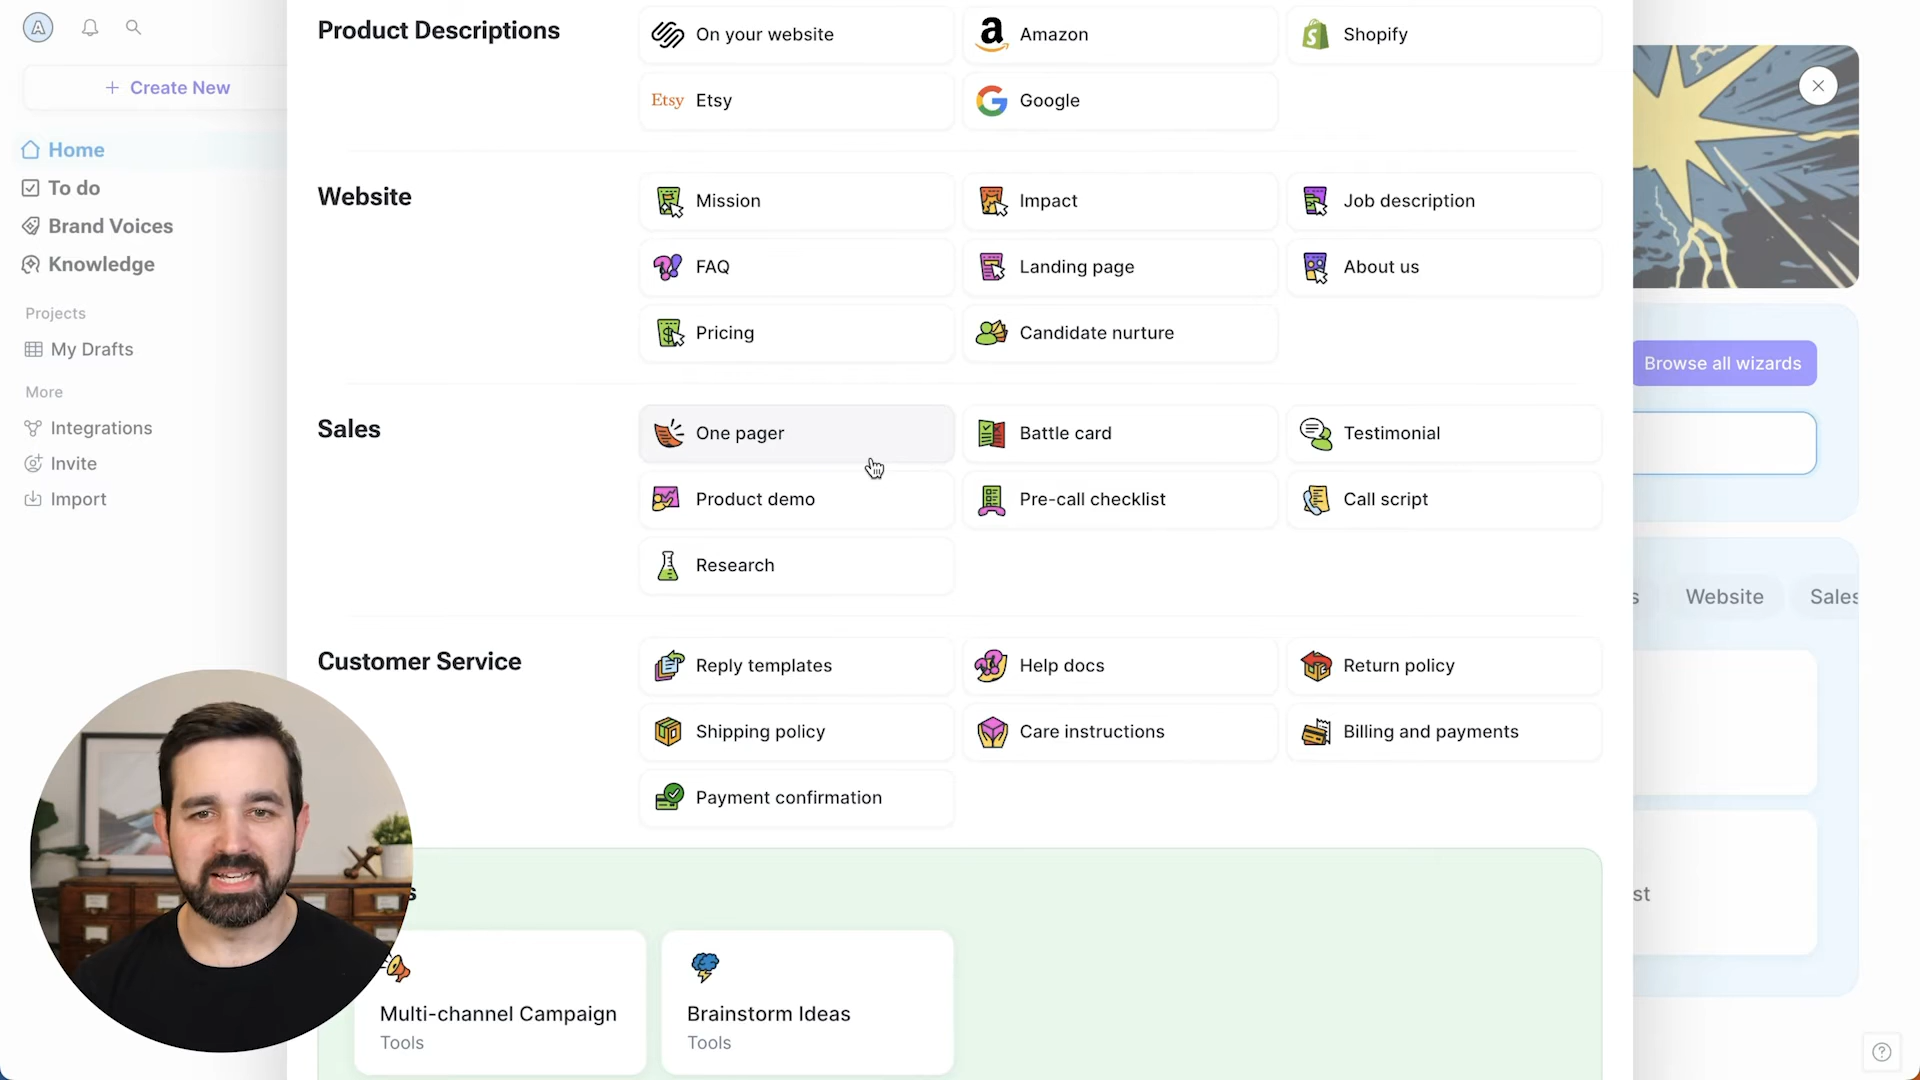 A
+ Create New
Home
To do
Brand Voices
Knowledge
Projects
My Drafts
More
Integrations
Invite
Import
Product Descriptions
On your website
Amazon
Shopify
Etsy Etsy
Google
Website
Mission
Impact
Job description
FAQ
Landing page
About us
Pricing
Candidate nurture
Sales
One pager
Battle card
Testimonial
Product demo
Pre-call checklist
Call script
Research
Customer Service
Reply templates
Help docs
Return policy
Shipping policy
Care instructions
Billing and payments
Payment confirmation
s
Multi-channel Campaign
Tools
Brainstorm Ideas
Tools
Browse all wizards
s
Website
Sales
st